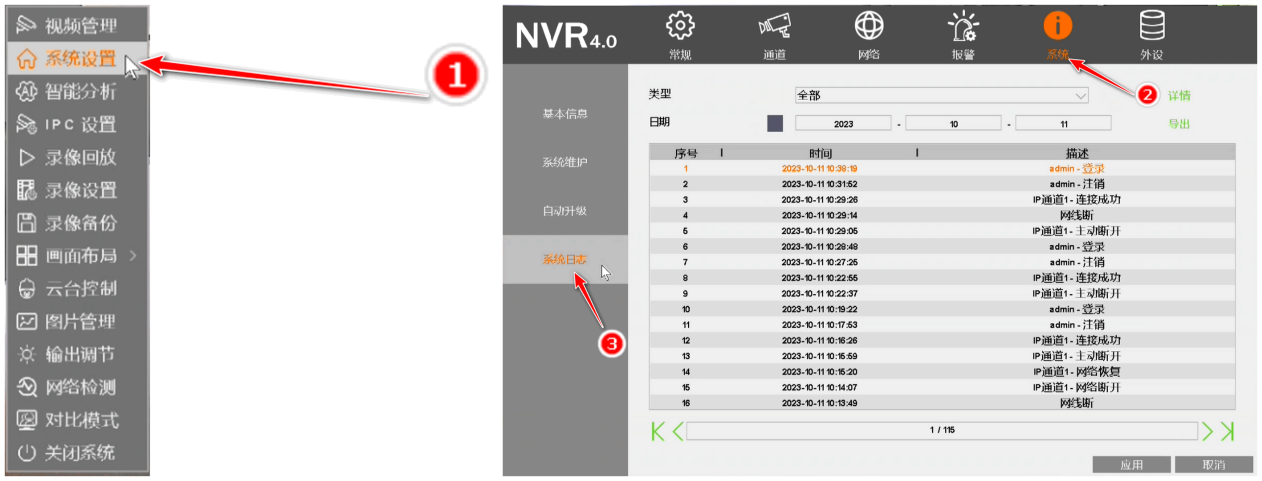 视频管理
系统设置
智能分析
IPC 设置
录像回放
录像设置
录像备份
画面布局 >
云台控制
图片管理
输出调节
网络检测
对比模式
关闭系统
1
NVR4.0
常规 通道 网络 报警 系统 外设
2
基本信息
系统维护
自动升级
系统日志
3
类型 全部 详情
日期 2023 - 10 - 11 导出
序号 时间 描述
1 2023-10-11 10:38:19 admin - 登录
2 2023-10-11 10:31:52 admin - 注销
3 2023-10-11 10:29:26 IP通道1 - 连接成功
4 2023-10-11 10:29:14 网线断
5 2023-10-11 10:29:05 IP通道1 - 主动断开
6 2023-10-11 10:28:48 admin - 登录
7 2023-10-11 10:27:25 admin - 注销
8 2023-10-11 10:22:55 IP通道1 - 连接成功
9 2023-10-11 10:22:37 IP通道1 - 主动断开
10 2023-10-11 10:19:22 admin - 登录
11 2023-10-11 10:17:53 admin - 注销
12 2023-10-11 10:16:26 IP通道1 - 连接成功
13 2023-10-11 10:15:59 IP通道1 - 主动断开
14 2023-10-11 10:15:20 IP通道1 - 网络恢复
15 2023-10-11 10:14:07 IP通道1 - 网络断开
16 2023-10-11 10:13:49 网线断
1 / 115
应用 取消